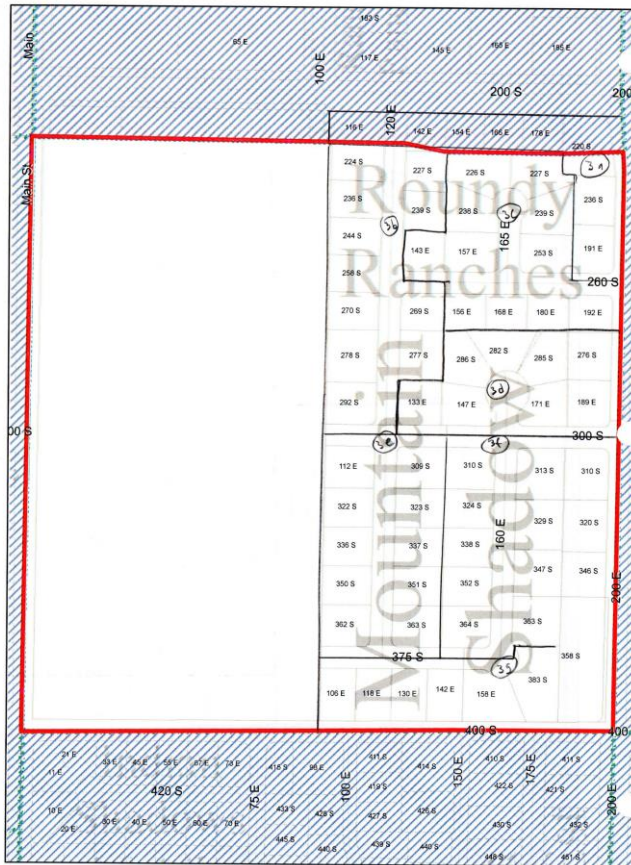 183 S
Main
65 E
145 E
165 E
185 E
100 E
117 E
200 S
200
120 E
116 E
142 E
154 E
166 E
178 E
220 S
Main St
3a
224 S
227 S
226 S
227 S
Roundy
236 S
239 S
238 S
3c
239 S
236 S
3b
165 E
244 S
143 E
157 E
253 S
191 E
Ranches
258 S
260 S
270 S
269 S
156 E
168 E
180 E
192 E
278 S
277 S
286 S
282 S
285 S
276 S
Mountain
Shadow
3d
292 S
133 E
147 E
171 E
189 E
00 S
3e
3f
300 S
112 E
309 S
310 S
313 S
310 S
322 S
323 S
324 S
160 E
329 S
320 S
336 S
337 S
338 S
347 S
346 S
350 S
351 S
352 S
200 E
362 S
363 S
364 S
363 S
375 S
3g
358 S
106 E
118 E
130 E
142 E
158 E
383 S
400 S
400
21 E
33 E
45 E
55 E
67 E
73 E
415 S
98 E
411 S
414 S
150 E
410 S
175 E
411 S
11 E
420 S
75 E
100 E
419 S
422 S
421 S
200 E
10 E
20 E
30 E
40 E
50 E
60 E
70 E
433 S
428 S
427 S
426 S
430 S
432 S
445 S
440 S
439 S
440 S
448 S
451 S